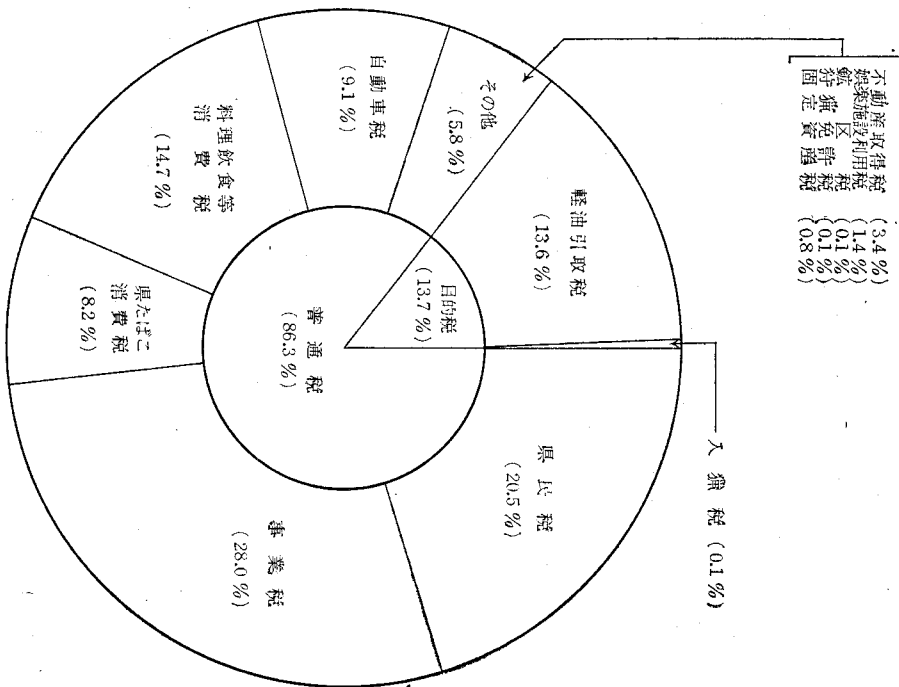 不動産取得税 (3.4%)
娯楽施設利用税 (1.4%)
鉱区税 (0.1%)
狩猟免許税 (0.1%)
固定資産税 (0.8%)
入猟税 (0.1%)
その他
(5.8%)
軽油引取税
(13.6%)
自動車税
(9.1%)
料理飲食等
消費税
(14.7%)
県たばこ
消費税
(8.2%)
目的税
(13.7%)
普通税
(86.3%)
県民税
(20.5%)
事業税
(28.0%)